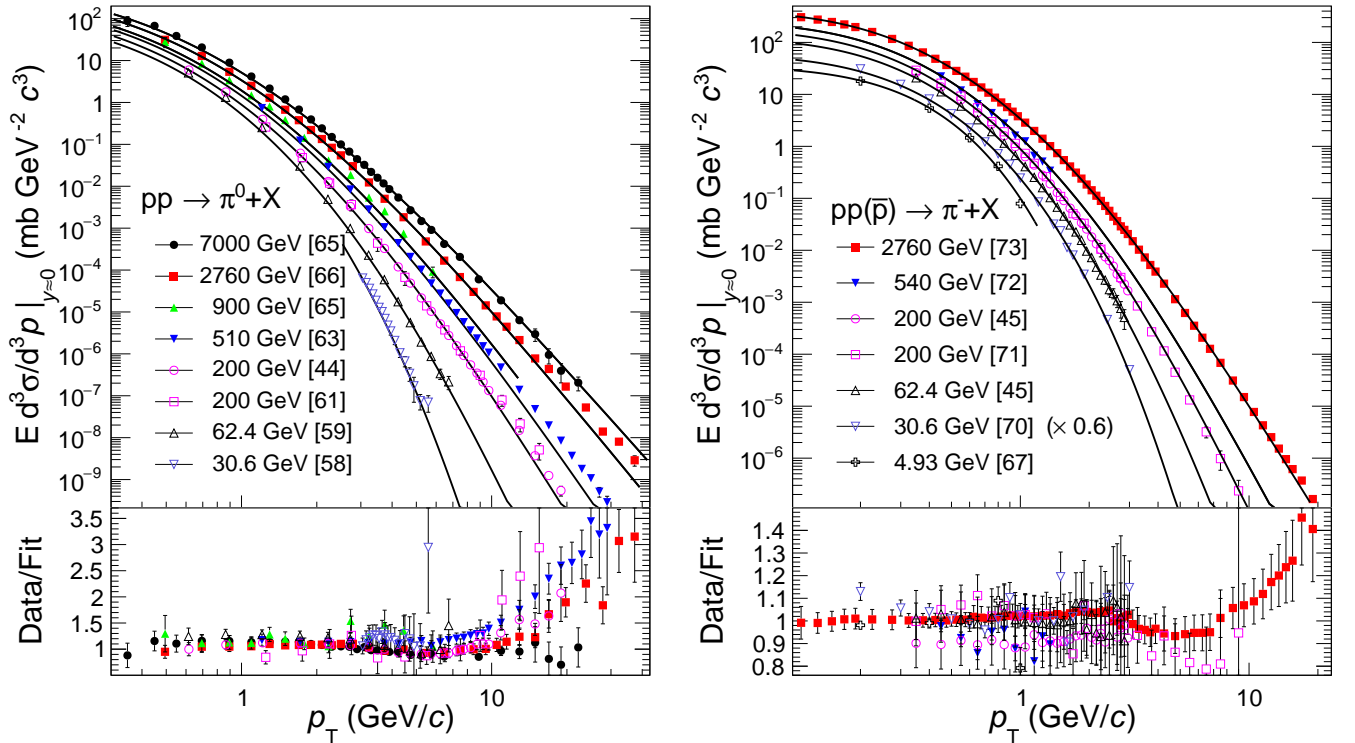 E d³σ/d³p |y≈0 (mb GeV⁻² c³)
10²
10
1
10⁻¹
10⁻²
10⁻³
10⁻⁴
10⁻⁵
10⁻⁶
10⁻⁷
10⁻⁸
10⁻⁹
pp → π⁰+X
7000 GeV [65]
2760 GeV [66]
900 GeV [65]
510 GeV [63]
200 GeV [44]
200 GeV [61]
62.4 GeV [59]
30.6 GeV [58]
Data/Fit
3.5
3
2.5
2
1.5
1
1
10
p_T (GeV/c)
E d³σ/d³p |y≈0 (mb GeV⁻² c³)
10²
10
1
10⁻¹
10⁻²
10⁻³
10⁻⁴
10⁻⁵
10⁻⁶
pp(p̄) → π⁻+X
2760 GeV [73]
540 GeV [72]
200 GeV [45]
200 GeV [71]
62.4 GeV [45]
30.6 GeV [70] (× 0.6)
4.93 GeV [67]
Data/Fit
1.4
1.3
1.2
1.1
1.0
0.9
0.8
1
10
p_T (GeV/c)